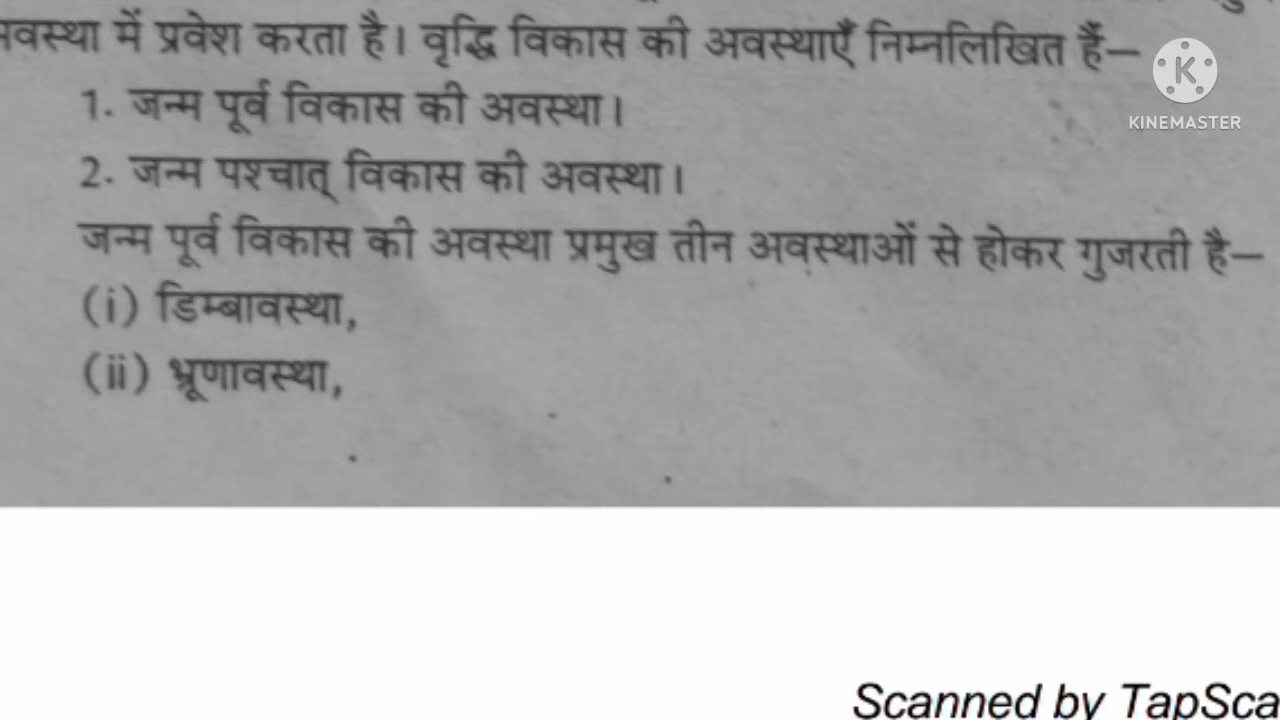 में प्रवेश करता है। वृद्धि विकास की अवस्थाएँ निम्नलिखित हैं—
KINEMASTER
1. जन्म पूर्व विकास की अवस्था।
2. जन्म पश्चात् विकास की अवस्था।
जन्म पूर्व विकास की अवस्था प्रमुख तीन अवस्थाओं से होकर गुजरती है—
(i) डिम्बावस्था,
(ii) भ्रूणावस्था,
Scanned by TapSca